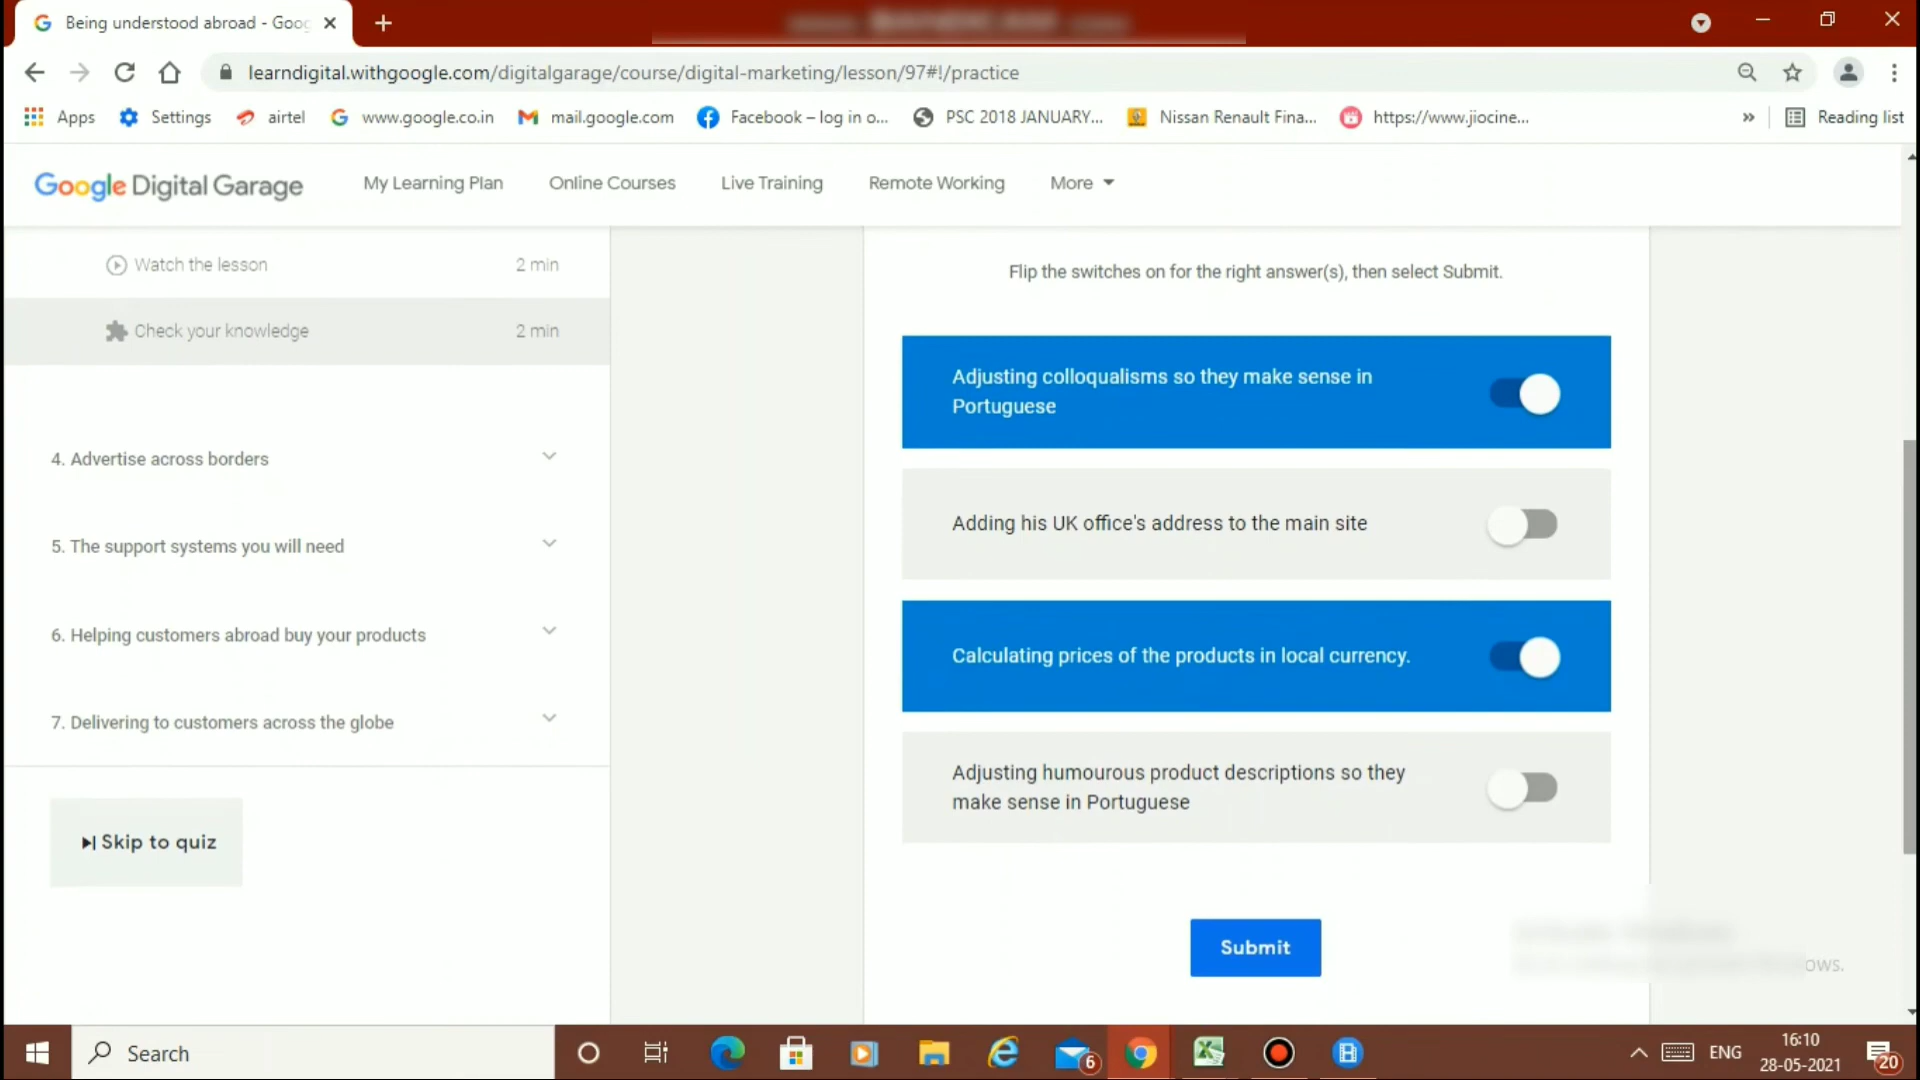 Being understood abroad - Goog
learndigital.withgoogle.com/digitalgarage/course/digital-marketing/lesson/97#!/practice
Apps
Settings
airtel
www.google.co.in
mail.google.com
Facebook – log in o...
PSC 2018 JANUARY...
Nissan Renault Fina...
https://www.jiocine...
»
Reading list
Google Digital Garage
My Learning Plan
Online Courses
Live Training
Remote Working
More
Watch the lesson
2 min
Check your knowledge
2 min
4. Advertise across borders
5. The support systems you will need
6. Helping customers abroad buy your products
7. Delivering to customers across the globe
Skip to quiz
Flip the switches on for the right answer(s), then select Submit.
Adjusting colloqualisms so they make sense in
Portuguese
Adding his UK office's address to the main site
Calculating prices of the products in local currency.
Adjusting humourous product descriptions so they
make sense in Portuguese
Submit
ows.
Search
6
ENG
16:10
28-05-2021
20